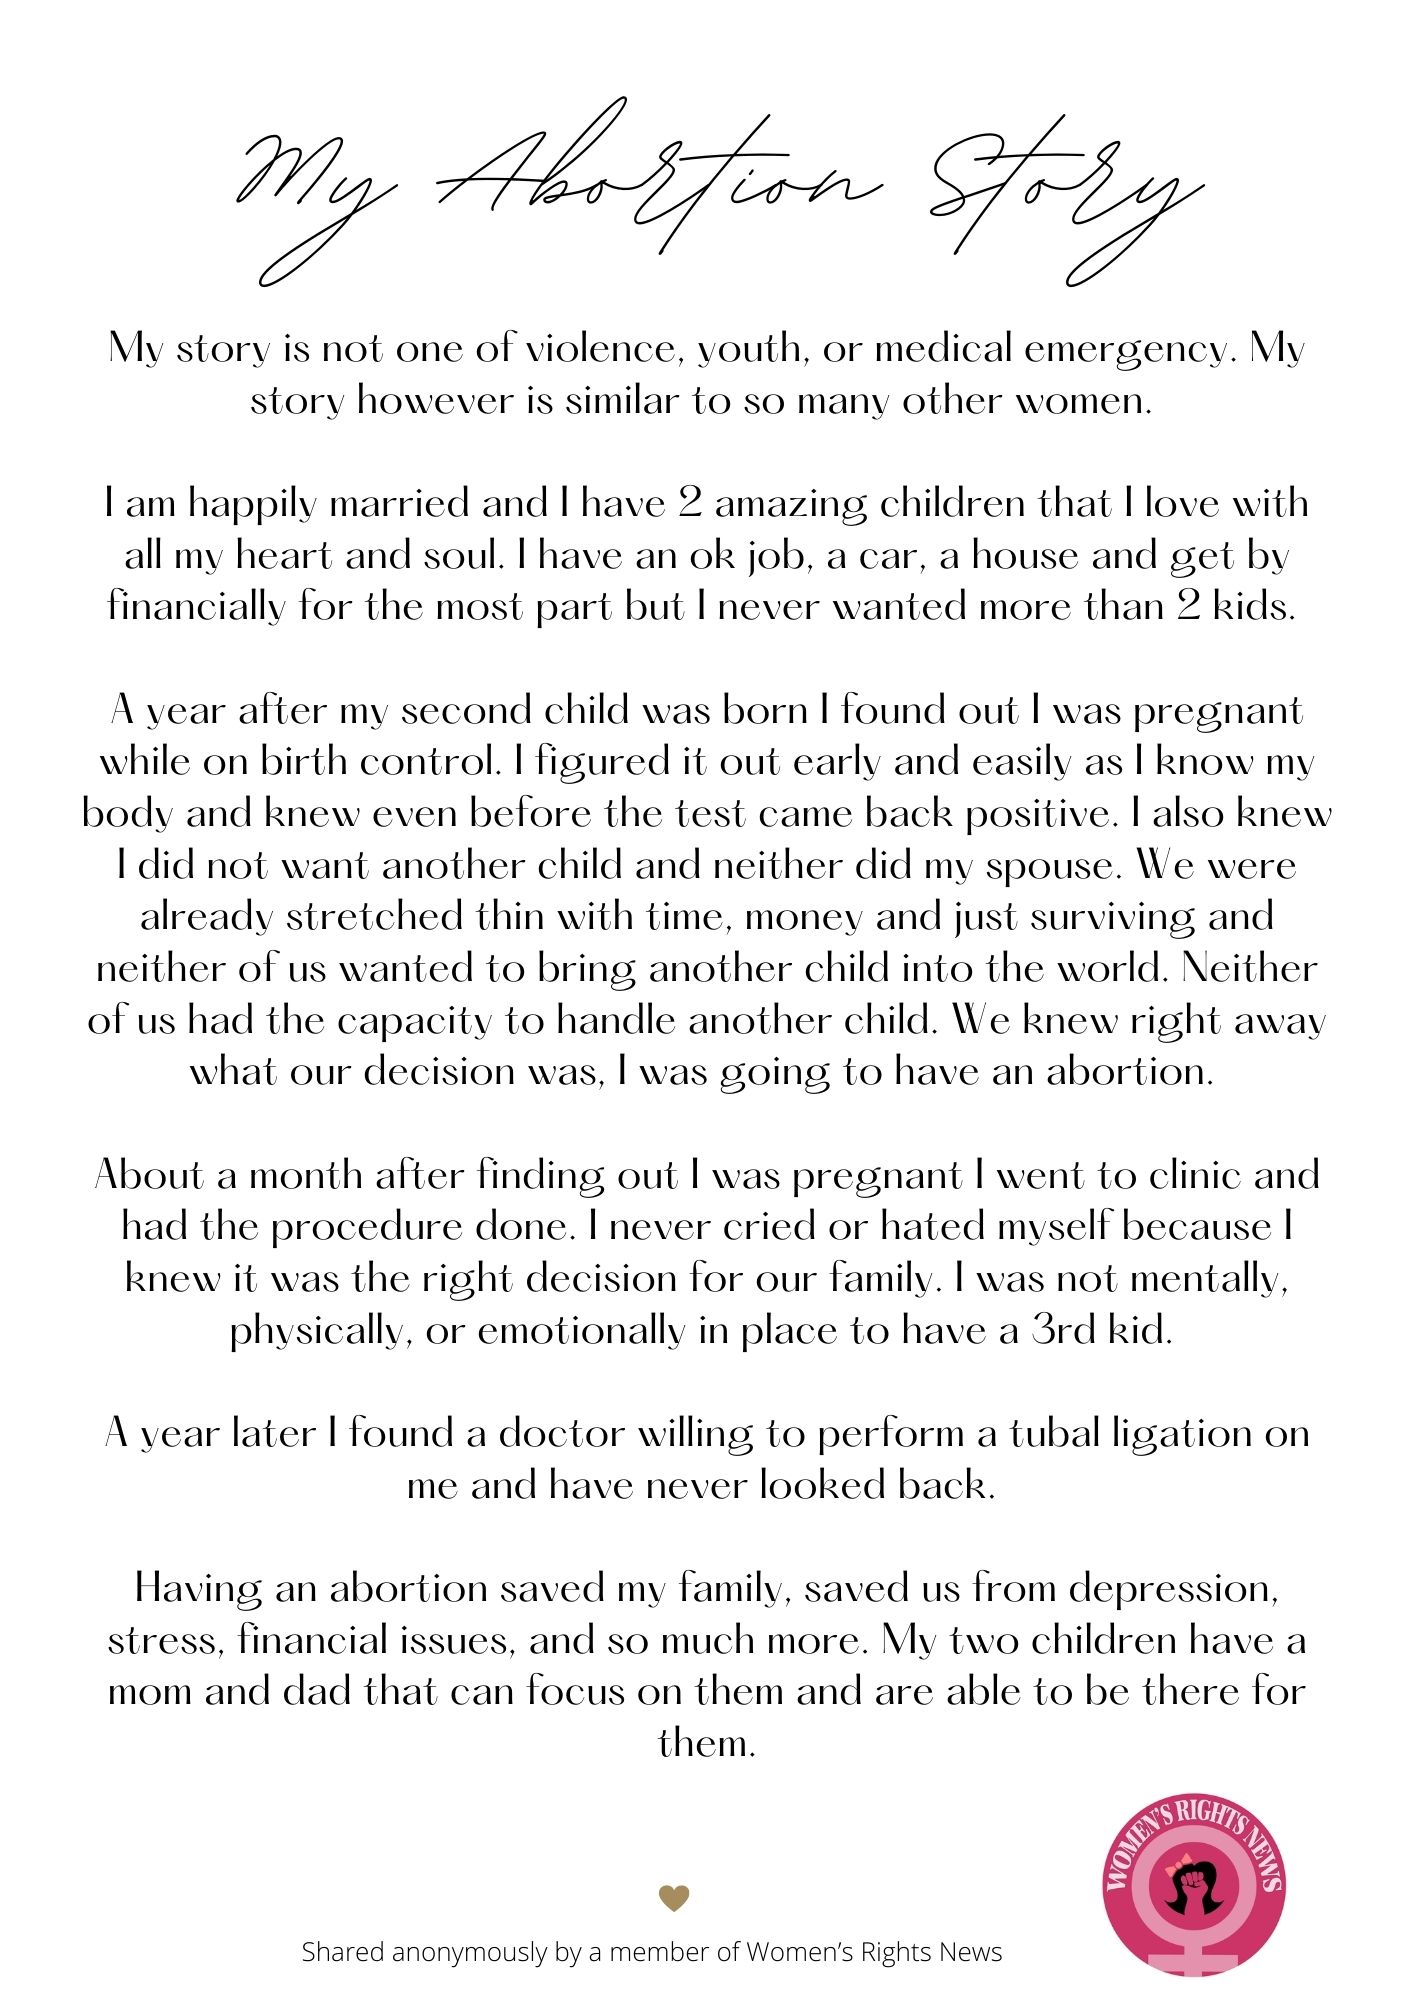 My Abortion Story
My story is not one of violence, youth, or medical emergency. My
story however is similar to so many other women.
I am happily married and I have 2 amazing children that I love with
all my heart and soul. I have an ok job, a car, a house and get by
financially for the most part but I never wanted more than 2 kids.
A year after my second child was born I found out I was pregnant
while on birth control. I figured it out early and easily as I know my
body and knew even before the test came back positive. I also knew
I did not want another child and neither did my spouse. We were
already stretched thin with time, money and just surviving and
neither of us wanted to bring another child into the world. Neither
of us had the capacity to handle another child. We knew right away
what our decision was, I was going to have an abortion.
About a month after finding out I was pregnant I went to clinic and
had the procedure done. I never cried or hated myself because I
knew it was the right decision for our family. I was not mentally,
physically, or emotionally in place to have a 3rd kid.
A year later I found a doctor willing to perform a tubal ligation on
me and have never looked back.
Having an abortion saved my family, saved us from depression,
stress, financial issues, and so much more. My two children have a
mom and dad that can focus on them and are able to be there for
them.
WOMEN'S RIGHTS NEWS
Shared anonymously by a member of Women's Rights News